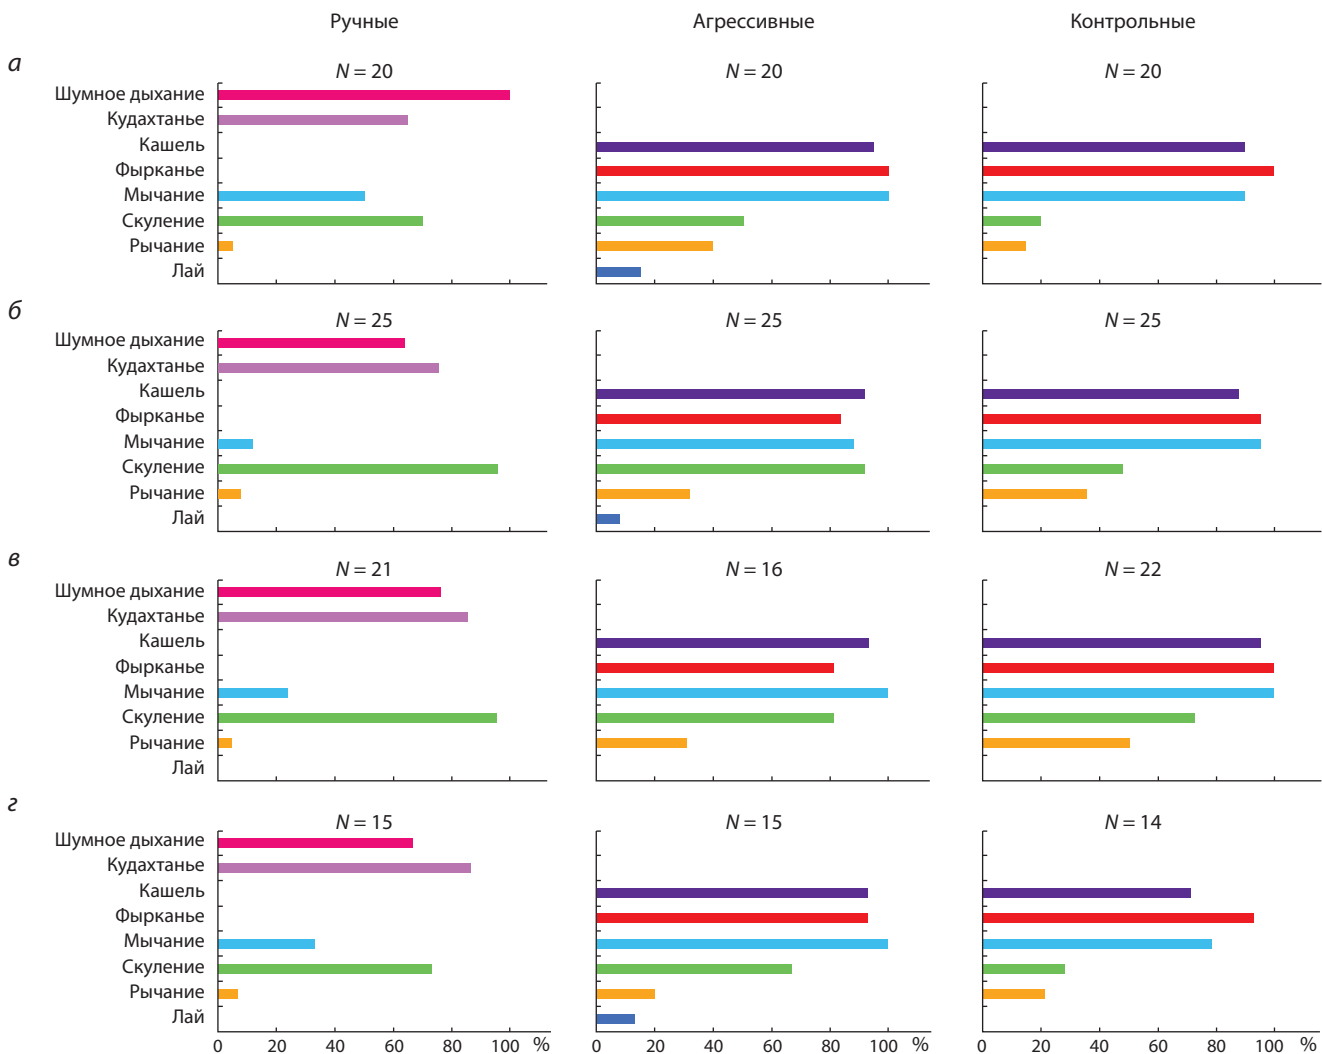 Ручные Агрессивные Контрольные
а
N = 20 N = 20 N = 20
Шумное дыхание
Кудахтанье
Кашель
Фырканье
Мычание
Скуление
Рычание
Лай
б
N = 25 N = 25 N = 25
Шумное дыхание
Кудахтанье
Кашель
Фырканье
Мычание
Скуление
Рычание
Лай
в
N = 21 N = 16 N = 22
Шумное дыхание
Кудахтанье
Кашель
Фырканье
Мычание
Скуление
Рычание
Лай
г
N = 15 N = 15 N = 14
Шумное дыхание
Кудахтанье
Кашель
Фырканье
Мычание
Скуление
Рычание
Лай
0 20 40 60 80 100 % 0 20 40 60 80 100 % 0 20 40 60 80 100 %